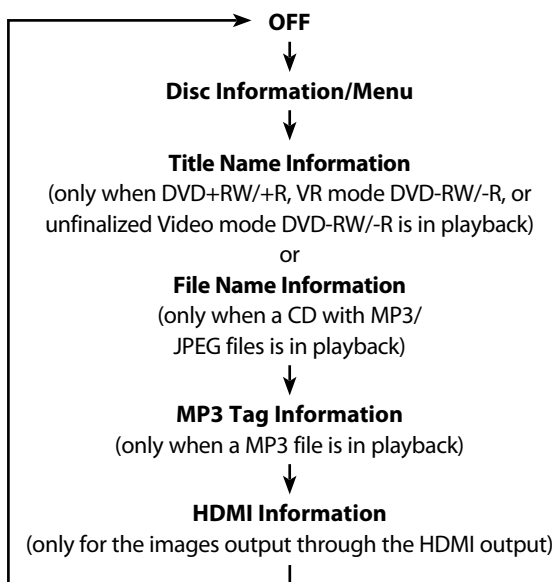 OFF
Disc Information/Menu
Title Name Information
(only when DVD+RW/+R, VR mode DVD-RW/-R, or
unfinalized Video mode DVD-RW/-R is in playback)
or
File Name Information
(only when a CD with MP3/
JPEG files is in playback)
MP3 Tag Information
(only when a MP3 file is in playback)
HDMI Information
(only for the images output through the HDMI output)